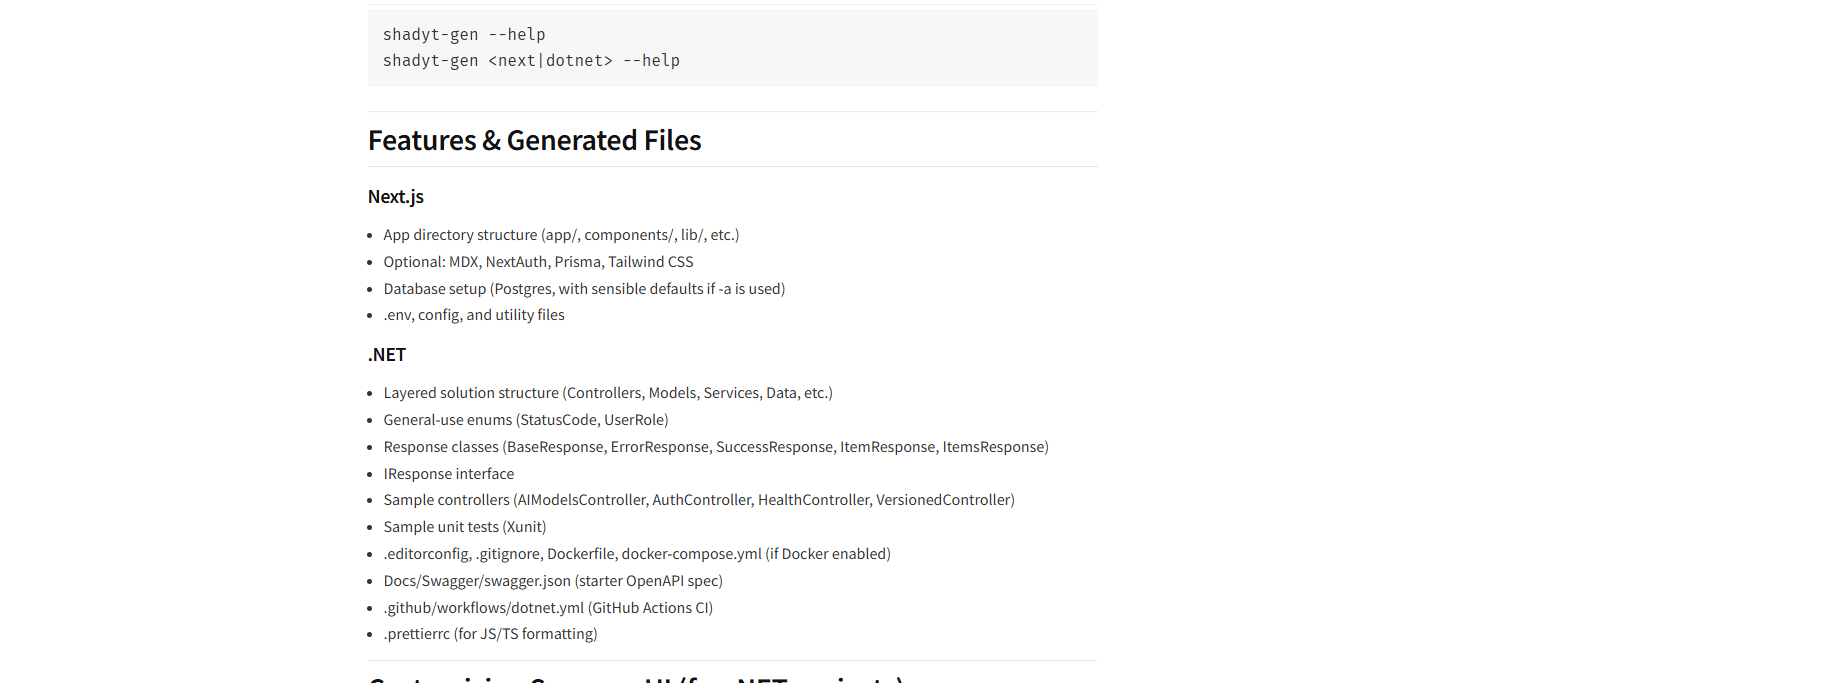 shadyt-gen --help
shadyt-gen <next|dotnet> --help
Features & Generated Files
Next.js
App directory structure (app/, components/, lib/, etc.)
Optional: MDX, NextAuth, Prisma, Tailwind CSS
Database setup (Postgres, with sensible defaults if -a is used)
.env, config, and utility files
.NET
Layered solution structure (Controllers, Models, Services, Data, etc.)
General-use enums (StatusCode, UserRole)
Response classes (BaseResponse, ErrorResponse, SuccessResponse, ItemResponse, ItemsResponse)
IResponse interface
Sample controllers (AIModelsController, AuthController, HealthController, VersionedController)
Sample unit tests (Xunit)
.editorconfig, .gitignore, Dockerfile, docker-compose.yml (if Docker enabled)
Docs/Swagger/swagger.json (starter OpenAPI spec)
.github/workflows/dotnet.yml (GitHub Actions CI)
.prettierrc (for JS/TS formatting)